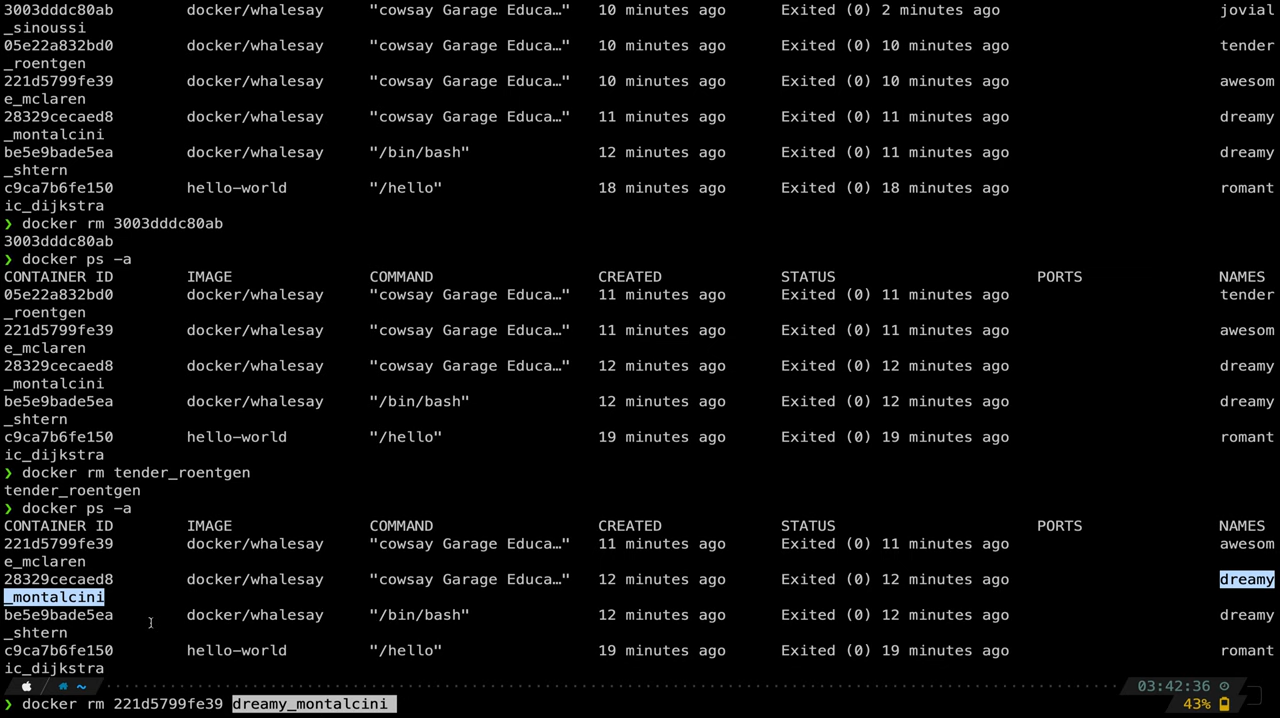 3003dddc80ab        docker/whalesay     "cowsay Garage Educa…"   10 minutes ago      Exited (0) 2 minutes ago                        jovial
_sinoussi
05e22a832bd0        docker/whalesay     "cowsay Garage Educa…"   10 minutes ago      Exited (0) 10 minutes ago                       tender
_roentgen
221d5799fe39        docker/whalesay     "cowsay Garage Educa…"   10 minutes ago      Exited (0) 10 minutes ago                       awesom
e_mclaren
28329cecaed8        docker/whalesay     "cowsay Garage Educa…"   11 minutes ago      Exited (0) 11 minutes ago                       dreamy
_montalcini
be5e9bade5ea        docker/whalesay     "/bin/bash"              12 minutes ago      Exited (0) 11 minutes ago                       dreamy
_shtern
c9ca7b6fe150        hello-world         "/hello"                 18 minutes ago      Exited (0) 18 minutes ago                       romant
ic_dijkstra
❯ docker rm 3003dddc80ab
3003dddc80ab
❯ docker ps -a
CONTAINER ID        IMAGE               COMMAND                  CREATED             STATUS                      PORTS               NAMES
05e22a832bd0        docker/whalesay     "cowsay Garage Educa…"   11 minutes ago      Exited (0) 11 minutes ago                       tender
_roentgen
221d5799fe39        docker/whalesay     "cowsay Garage Educa…"   11 minutes ago      Exited (0) 11 minutes ago                       awesom
e_mclaren
28329cecaed8        docker/whalesay     "cowsay Garage Educa…"   12 minutes ago      Exited (0) 12 minutes ago                       dreamy
_montalcini
be5e9bade5ea        docker/whalesay     "/bin/bash"              12 minutes ago      Exited (0) 12 minutes ago                       dreamy
_shtern
c9ca7b6fe150        hello-world         "/hello"                 19 minutes ago      Exited (0) 19 minutes ago                       romant
ic_dijkstra
❯ docker rm tender_roentgen
tender_roentgen
❯ docker ps -a
CONTAINER ID        IMAGE               COMMAND                  CREATED             STATUS                      PORTS               NAMES
221d5799fe39        docker/whalesay     "cowsay Garage Educa…"   11 minutes ago      Exited (0) 11 minutes ago                       awesom
e_mclaren
28329cecaed8        docker/whalesay     "cowsay Garage Educa…"   12 minutes ago      Exited (0) 12 minutes ago                       dreamy
_montalcini
be5e9bade5ea        docker/whalesay     "/bin/bash"              12 minutes ago      Exited (0) 12 minutes ago                       dreamy
_shtern
c9ca7b6fe150        hello-world         "/hello"                 19 minutes ago      Exited (0) 19 minutes ago                       romant
ic_dijkstra
~ 03:42:36
❯ docker rm 221d5799fe39 dreamy_montalcini 43%